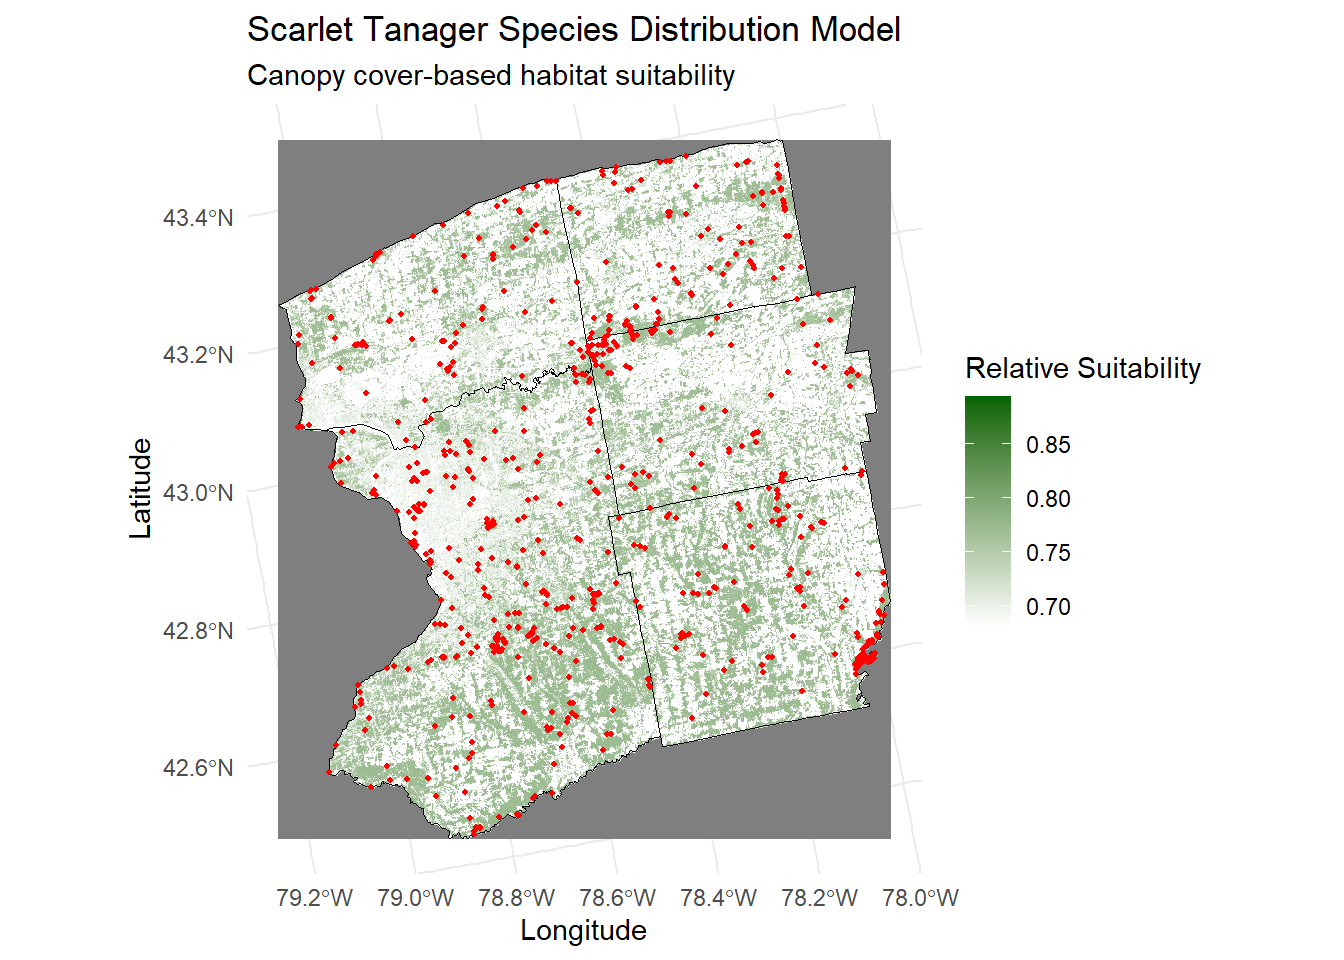 Scarlet Tanager Species Distribution Model
Canopy cover-based habitat suitability
43.4°N
43.2°N
43.0°N
42.8°N
42.6°N
Latitude
79.2°W 79.0°W 78.8°W 78.6°W 78.4°W 78.2°W 78.0°W
Longitude
Relative Suitability
0.85
0.80
0.75
0.70